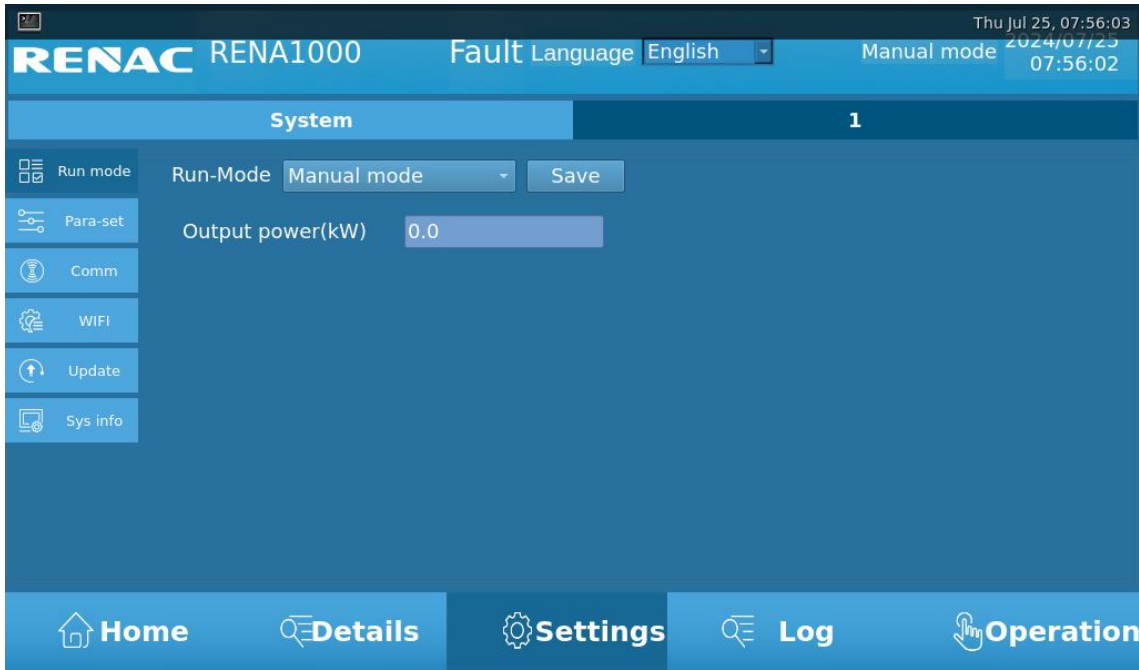 Thu Jul 25, 07:56:03
RENAC RENA1000 Fault Language English Manual mode 2024/07/25
07:56:02
System 1
Run mode Run-Mode Manual mode Save
Para-set Output power(kW) 0.0
Comm
WIFI
Update
Sys info
Home Details Settings Log Operation